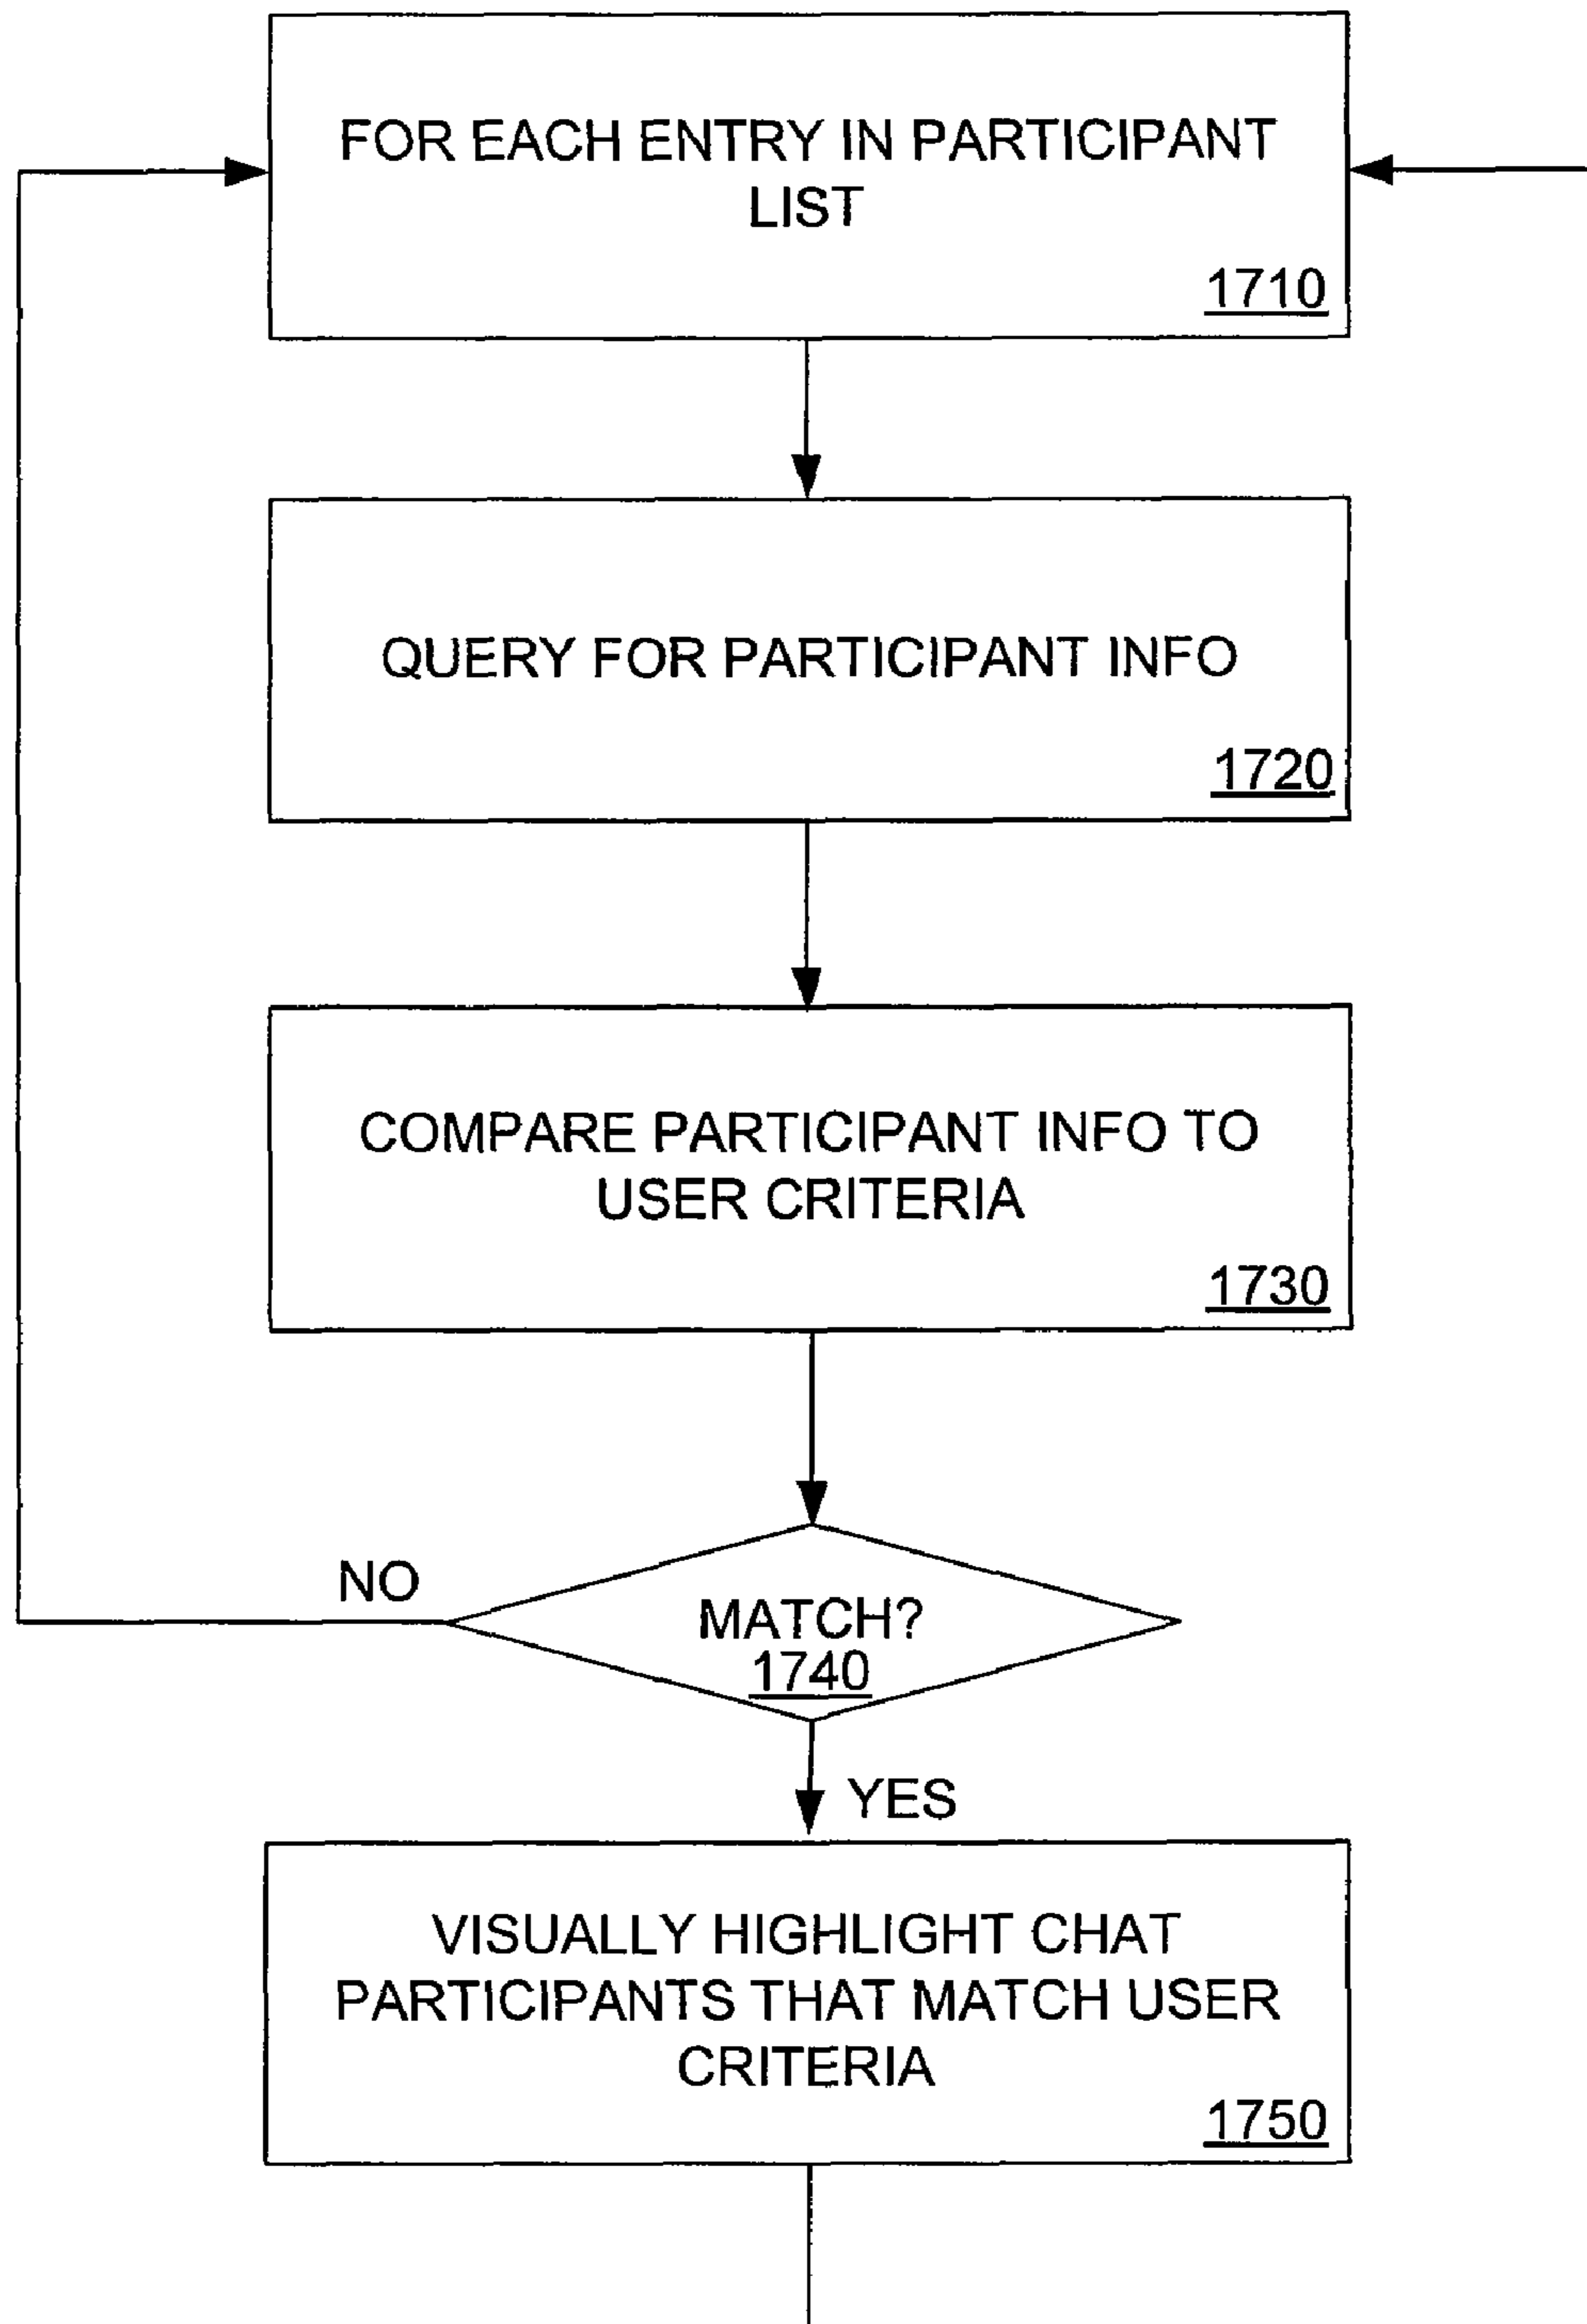 FOR EACH ENTRY IN PARTICIPANT
LIST
1710
QUERY FOR PARTICIPANT INFO
1720
COMPARE PARTICIPANT INFO TO
USER CRITERIA
1730
NO
MATCH?
1740
YES
VISUALLY HIGHLIGHT CHAT
PARTICIPANTS THAT MATCH USER
CRITERIA
1750